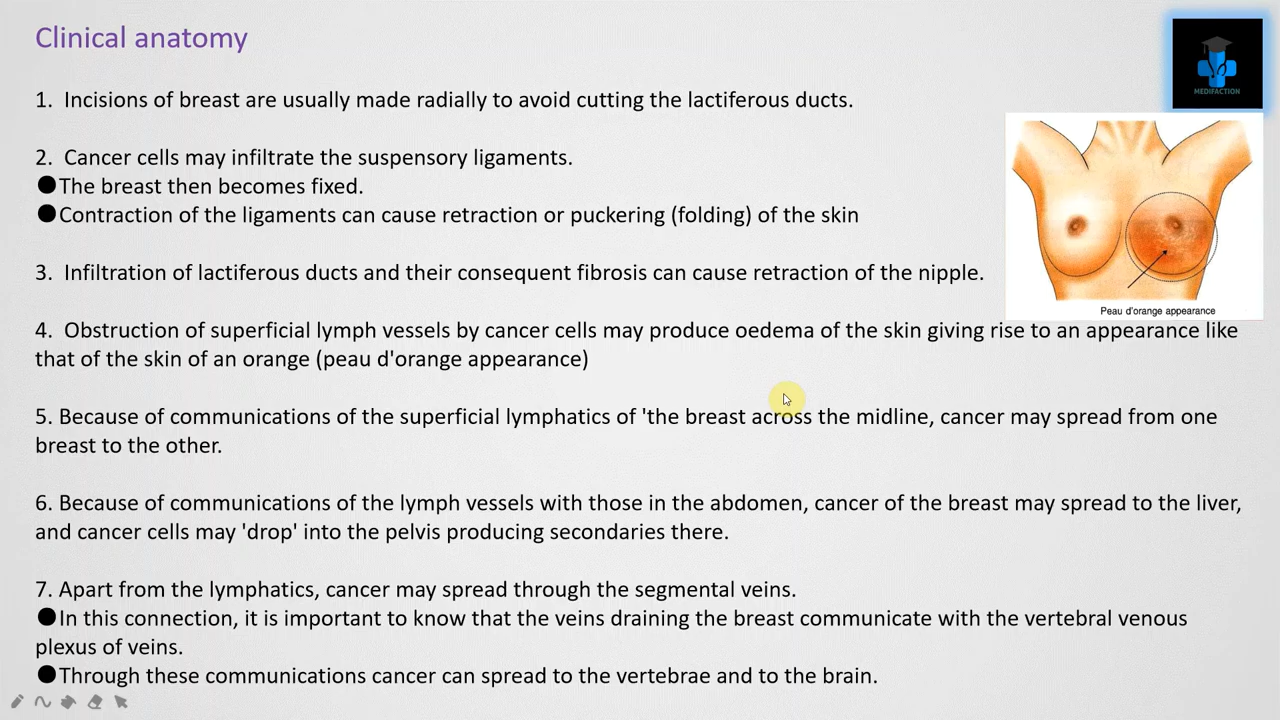 Clinical anatomy
MEDIFACTION
1. Incisions of breast are usually made radially to avoid cutting the lactiferous ducts.
2. Cancer cells may infiltrate the suspensory ligaments.
●The breast then becomes fixed.
●Contraction of the ligaments can cause retraction or puckering (folding) of the skin
3. Infiltration of lactiferous ducts and their consequent fibrosis can cause retraction of the nipple.
Peau d'orange appearance
4. Obstruction of superficial lymph vessels by cancer cells may produce oedema of the skin giving rise to an appearance like
that of the skin of an orange (peau d'orange appearance)
5. Because of communications of the superficial lymphatics of 'the breast across the midline, cancer may spread from one
breast to the other.
6. Because of communications of the lymph vessels with those in the abdomen, cancer of the breast may spread to the liver,
and cancer cells may 'drop' into the pelvis producing secondaries there.
7. Apart from the lymphatics, cancer may spread through the segmental veins.
●In this connection, it is important to know that the veins draining the breast communicate with the vertebral venous
plexus of veins.
●Through these communications cancer can spread to the vertebrae and to the brain.